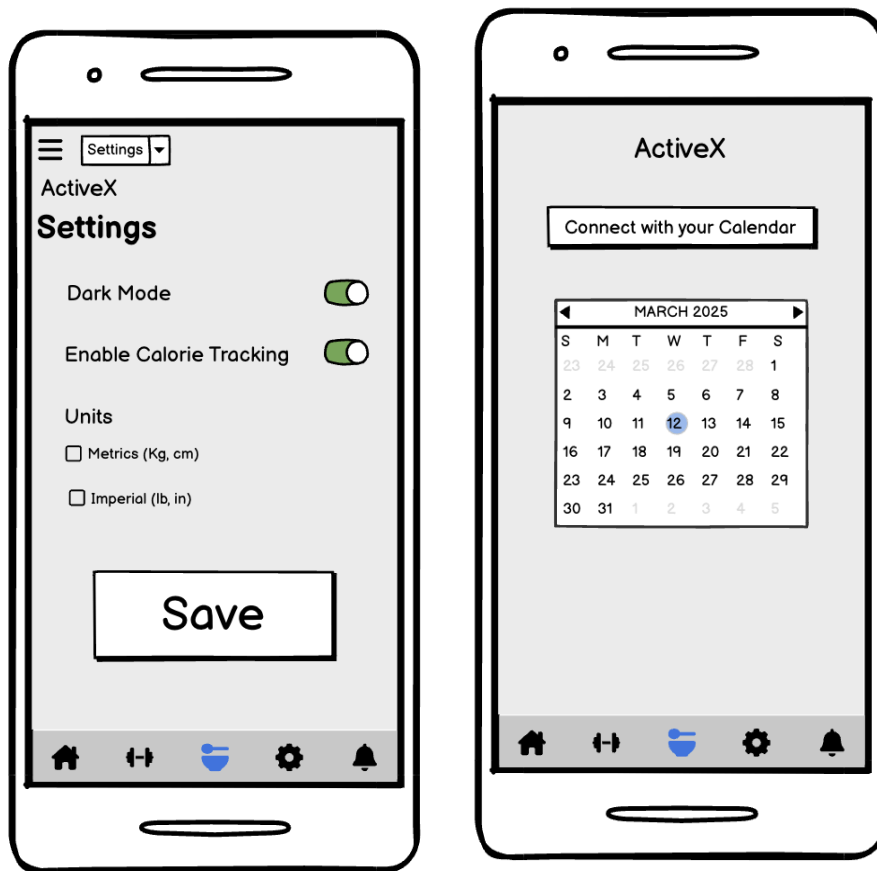 Settings
ActiveX
Settings
Dark Mode
Enable Calorie Tracking
Units
Metrics (Kg, cm)
Imperial (lb, in)
Save
ActiveX
Connect with your Calendar
MARCH 2025
S M T W T F S
23 24 25 26 27 28 1
2 3 4 5 6 7 8
9 10 11 12 13 14 15
16 17 18 19 20 21 22
23 24 25 26 27 28 29
30 31 1 2 3 4 5